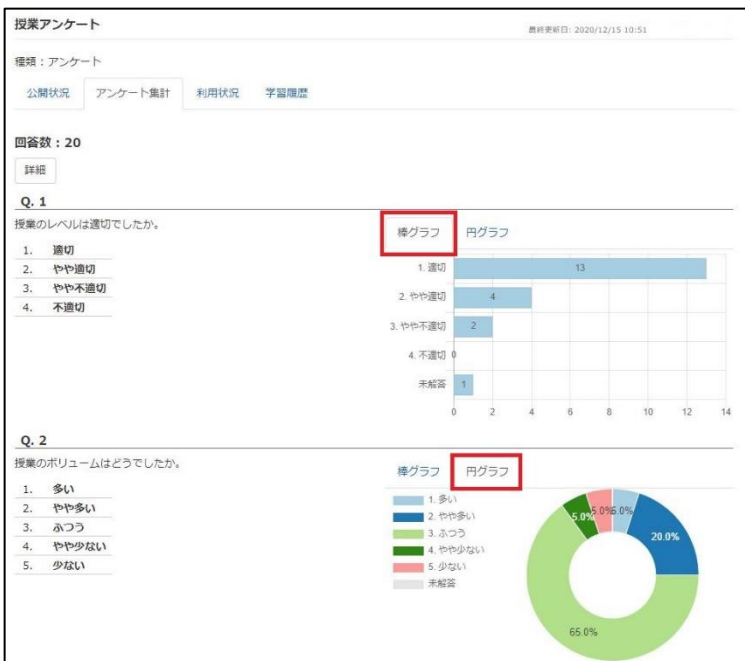 授業アンケート
最終更新日: 2020/12/15 10:51
種類：アンケート
公開状況 アンケート集計 利用状況 学習履歴
回答数：20
詳細
Q. 1
授業のレベルは適切でしたか。
1. 適切
2. やや適切
3. やや不適切
4. 不適切
棒グラフ 円グラフ
1. 適切 13
2. やや適切 4
3. やや不適切 2
4. 不適切 0
未解答 1
0 2 4 6 8 10 12 14
Q. 2
授業のボリュームはどうでしたか。
1. 多い
2. やや多い
3. ふつう
4. やや少ない
5. 少ない
棒グラフ 円グラフ
1. 多い
2. やや多い
3. ふつう
4. やや少ない
5. 少ない
未解答
5.0% 5.0% 5.0%
20.0%
65.0%